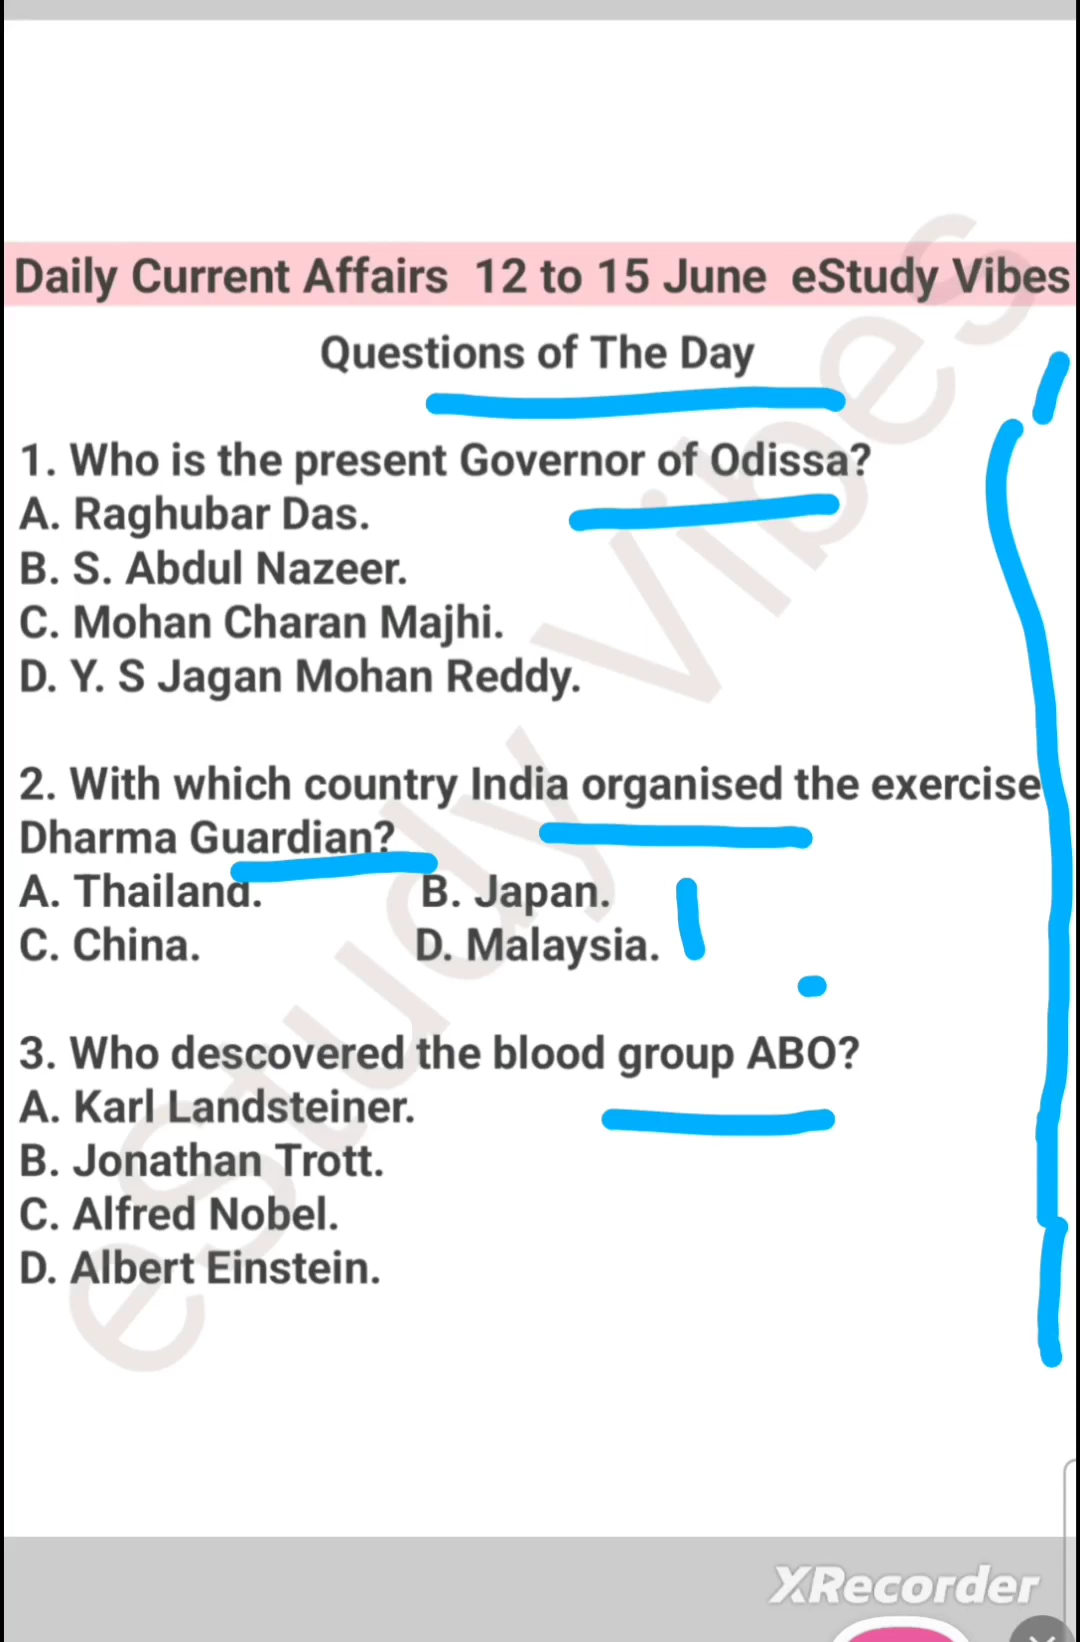 Daily Current Affairs 12 to 15 June eStudy Vibes
Questions of The Day
1. Who is the present Governor of Odissa?
A. Raghubar Das.
B. S. Abdul Nazeer.
C. Mohan Charan Majhi.
D. Y. S Jagan Mohan Reddy.
2. With which country India organised the exercise
Dharma Guardian?
A. Thailand. B. Japan.
C. China. D. Malaysia.
3. Who descovered the blood group ABO?
A. Karl Landsteiner.
B. Jonathan Trott.
C. Alfred Nobel.
D. Albert Einstein.
eStudy Vibes
XRecorder